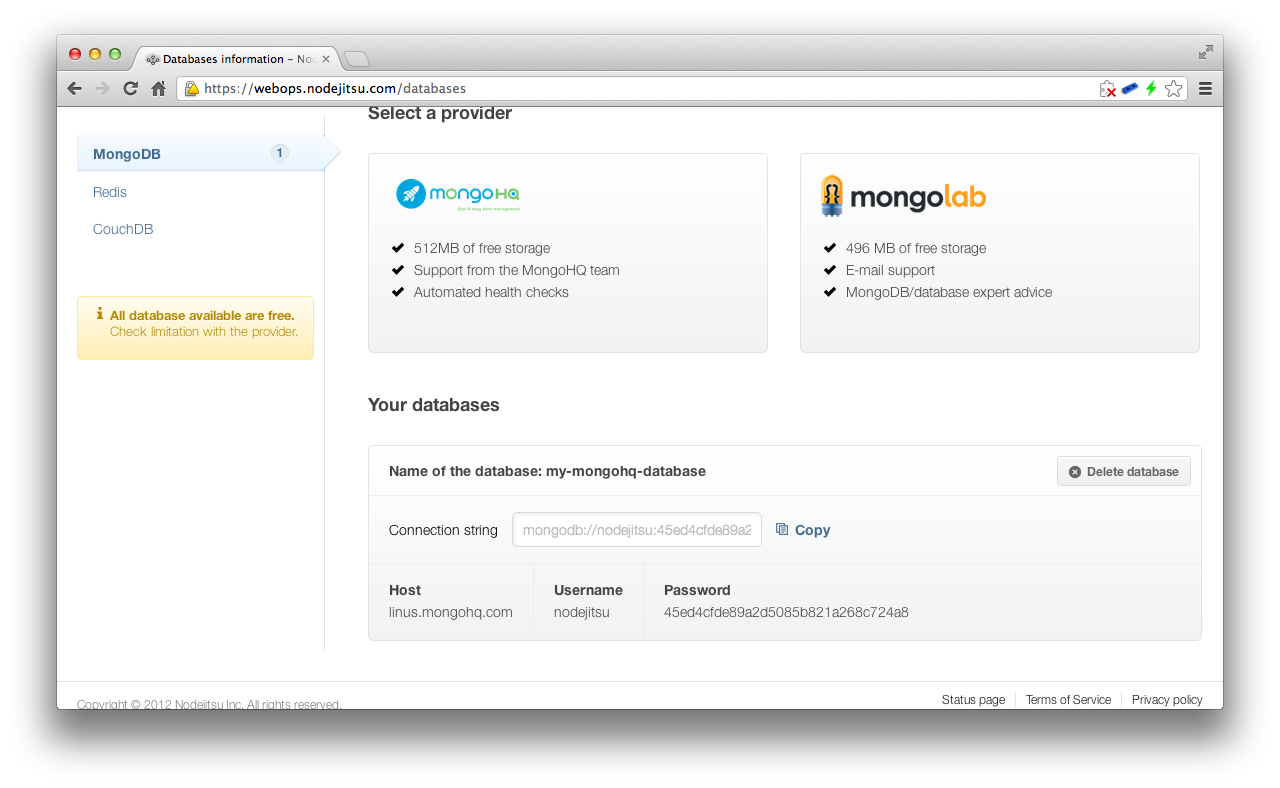 Databases information – Noc
https://webops.nodejitsu.com/databases
Select a provider
MongoDB 1
Redis
CouchDB
All database available are free.
Check limitation with the provider.
mongoHQ
fast & easy data management
512MB of free storage
Support from the MongoHQ team
Automated health checks
mongolab
496 MB of free storage
E-mail support
MongoDB/database expert advice
Your databases
Name of the database: my-mongohq-database
Delete database
Connection string
mongodb://nodejitsu:45ed4cfde89a2
Copy
Host Username Password
linus.mongohq.com nodejitsu 45ed4cfde89a2d5085b821a268c724a8
Copyright © 2012 Nodejitsu Inc. All rights reserved.
Status page Terms of Service Privacy policy